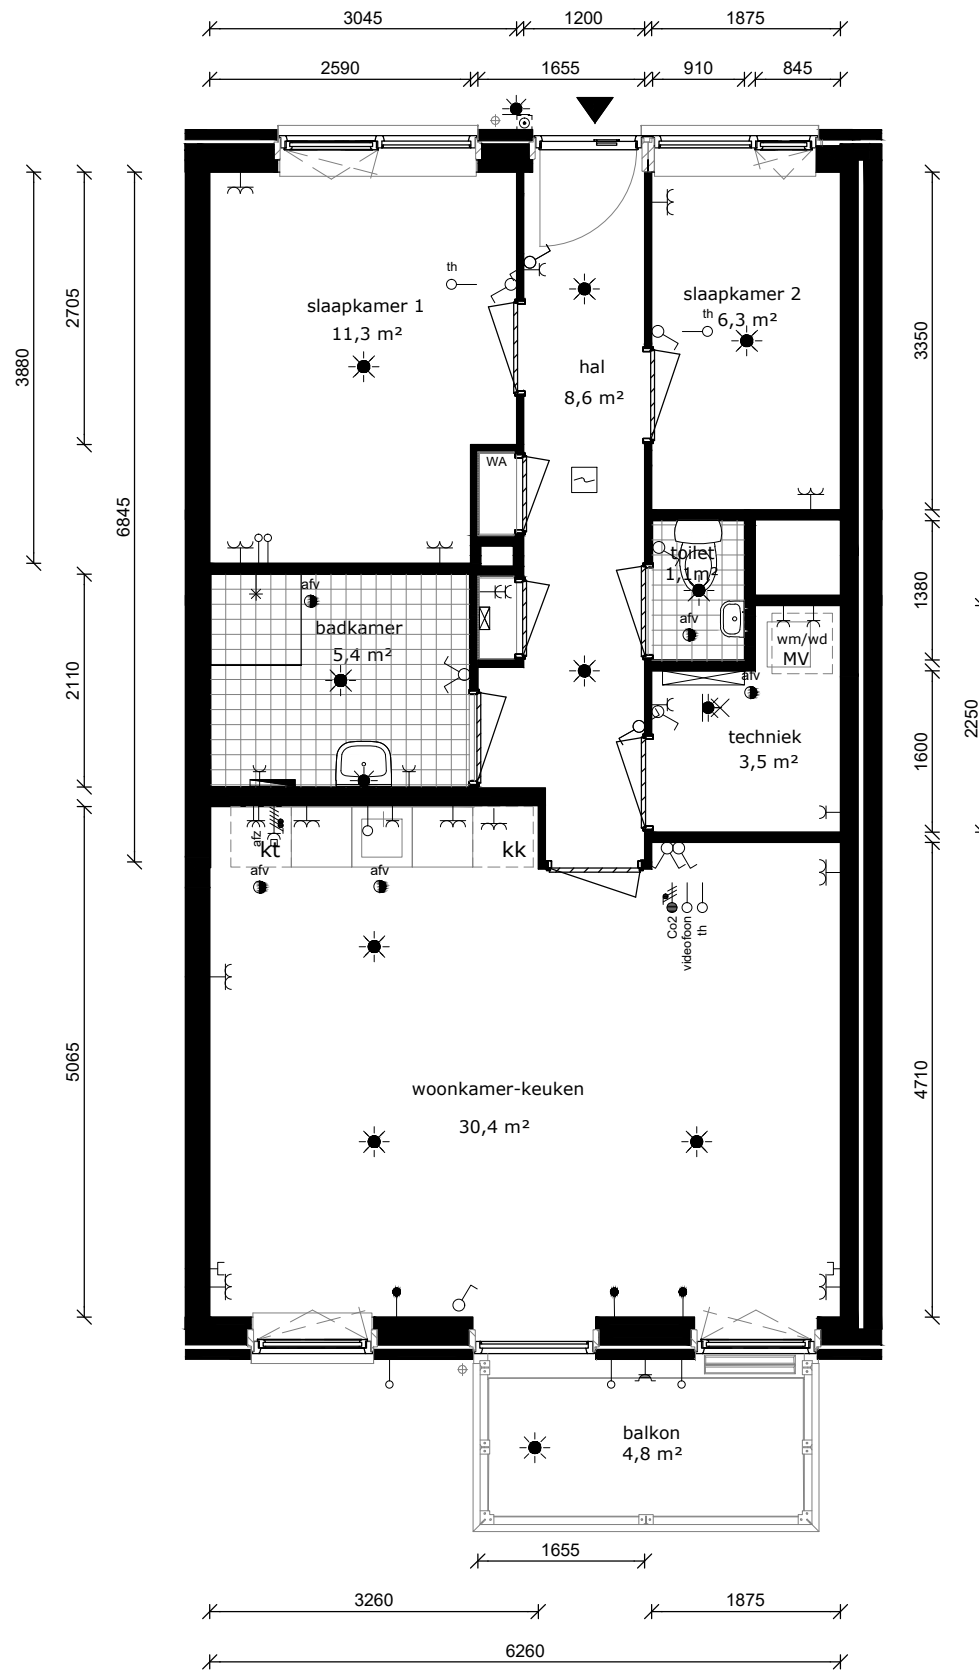 3045
1200
1875
2590
1655
910
845
th
slaapkamer 1
11,3 m²
slaapkamer 2
th
6,3 m²
hal
8,6 m²
2705
3880
6845
3350
WA
toilet
1,1m²
1380
afv
badkamer
5,4 m²
afv
wm/wd
MV
afv
2110
techniek
3,5 m²
1600
2250
afz
kt
kk
afv
afv
Co2
videofoon
th
5065
4710
woonkamer-keuken
30,4 m²
balkon
4,8 m²
1655
3260
1875
6260